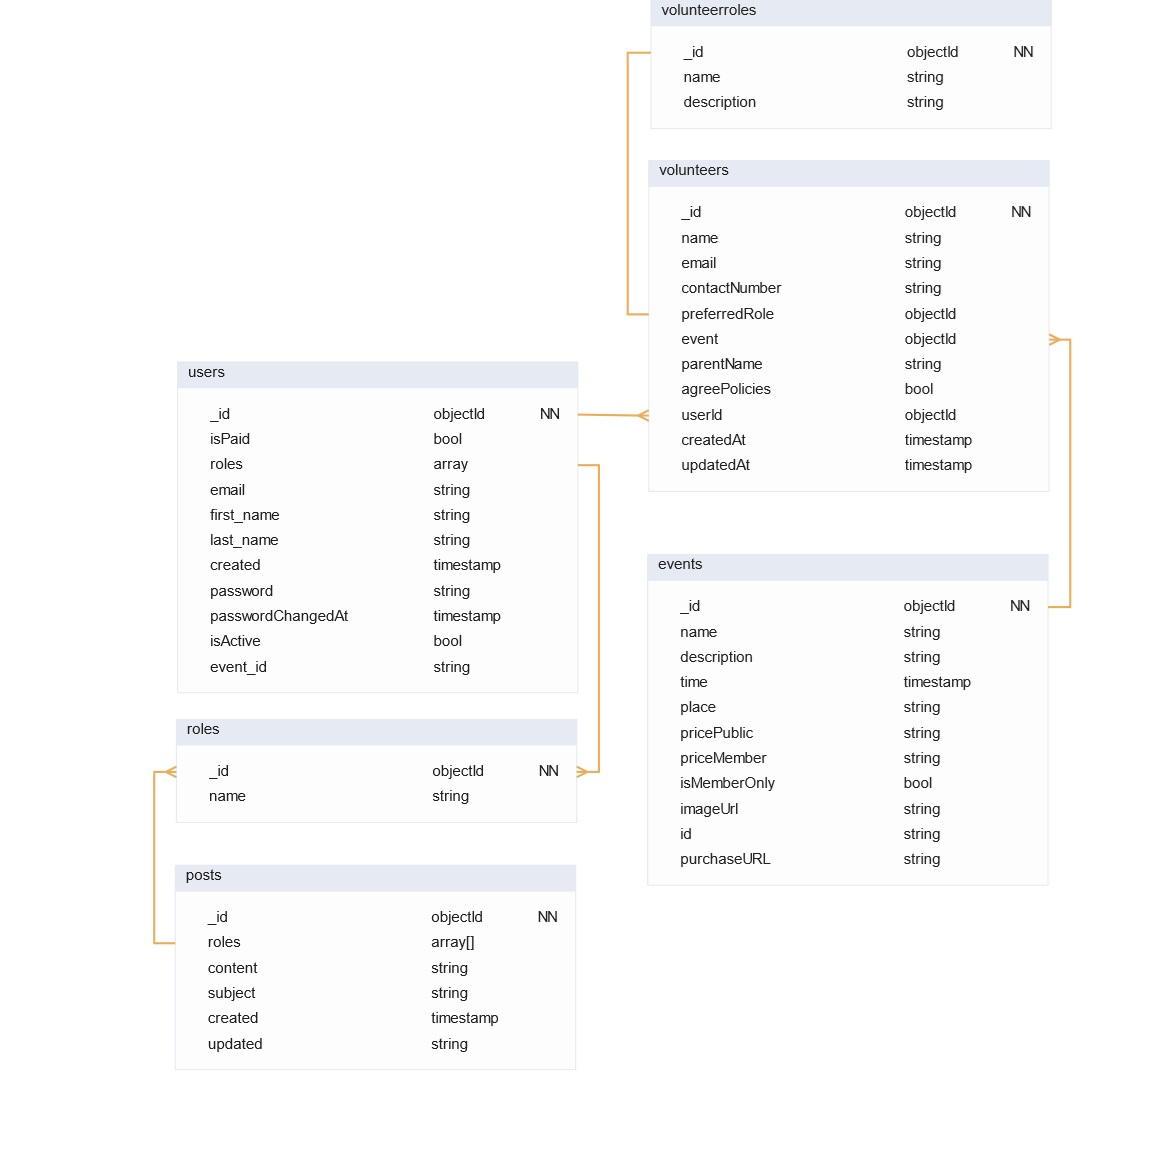 volunteerroles
_id objectId NN
name string
description string
volunteers
_id objectId NN
name string
email string
contactNumber string
preferredRole objectId
event objectId
parentName string
agreePolicies bool
userId objectId
createdAt timestamp
updatedAt timestamp
users
_id objectId NN
isPaid bool
roles array
email string
first_name string
last_name string
created timestamp
password string
passwordChangedAt timestamp
isActive bool
event_id string
events
_id objectId NN
name string
description string
time timestamp
place string
pricePublic string
priceMember string
isMemberOnly bool
imageUrl string
id string
purchaseURL string
roles
_id objectId NN
name string
posts
_id objectId NN
roles array[]
content string
subject string
created timestamp
updated string